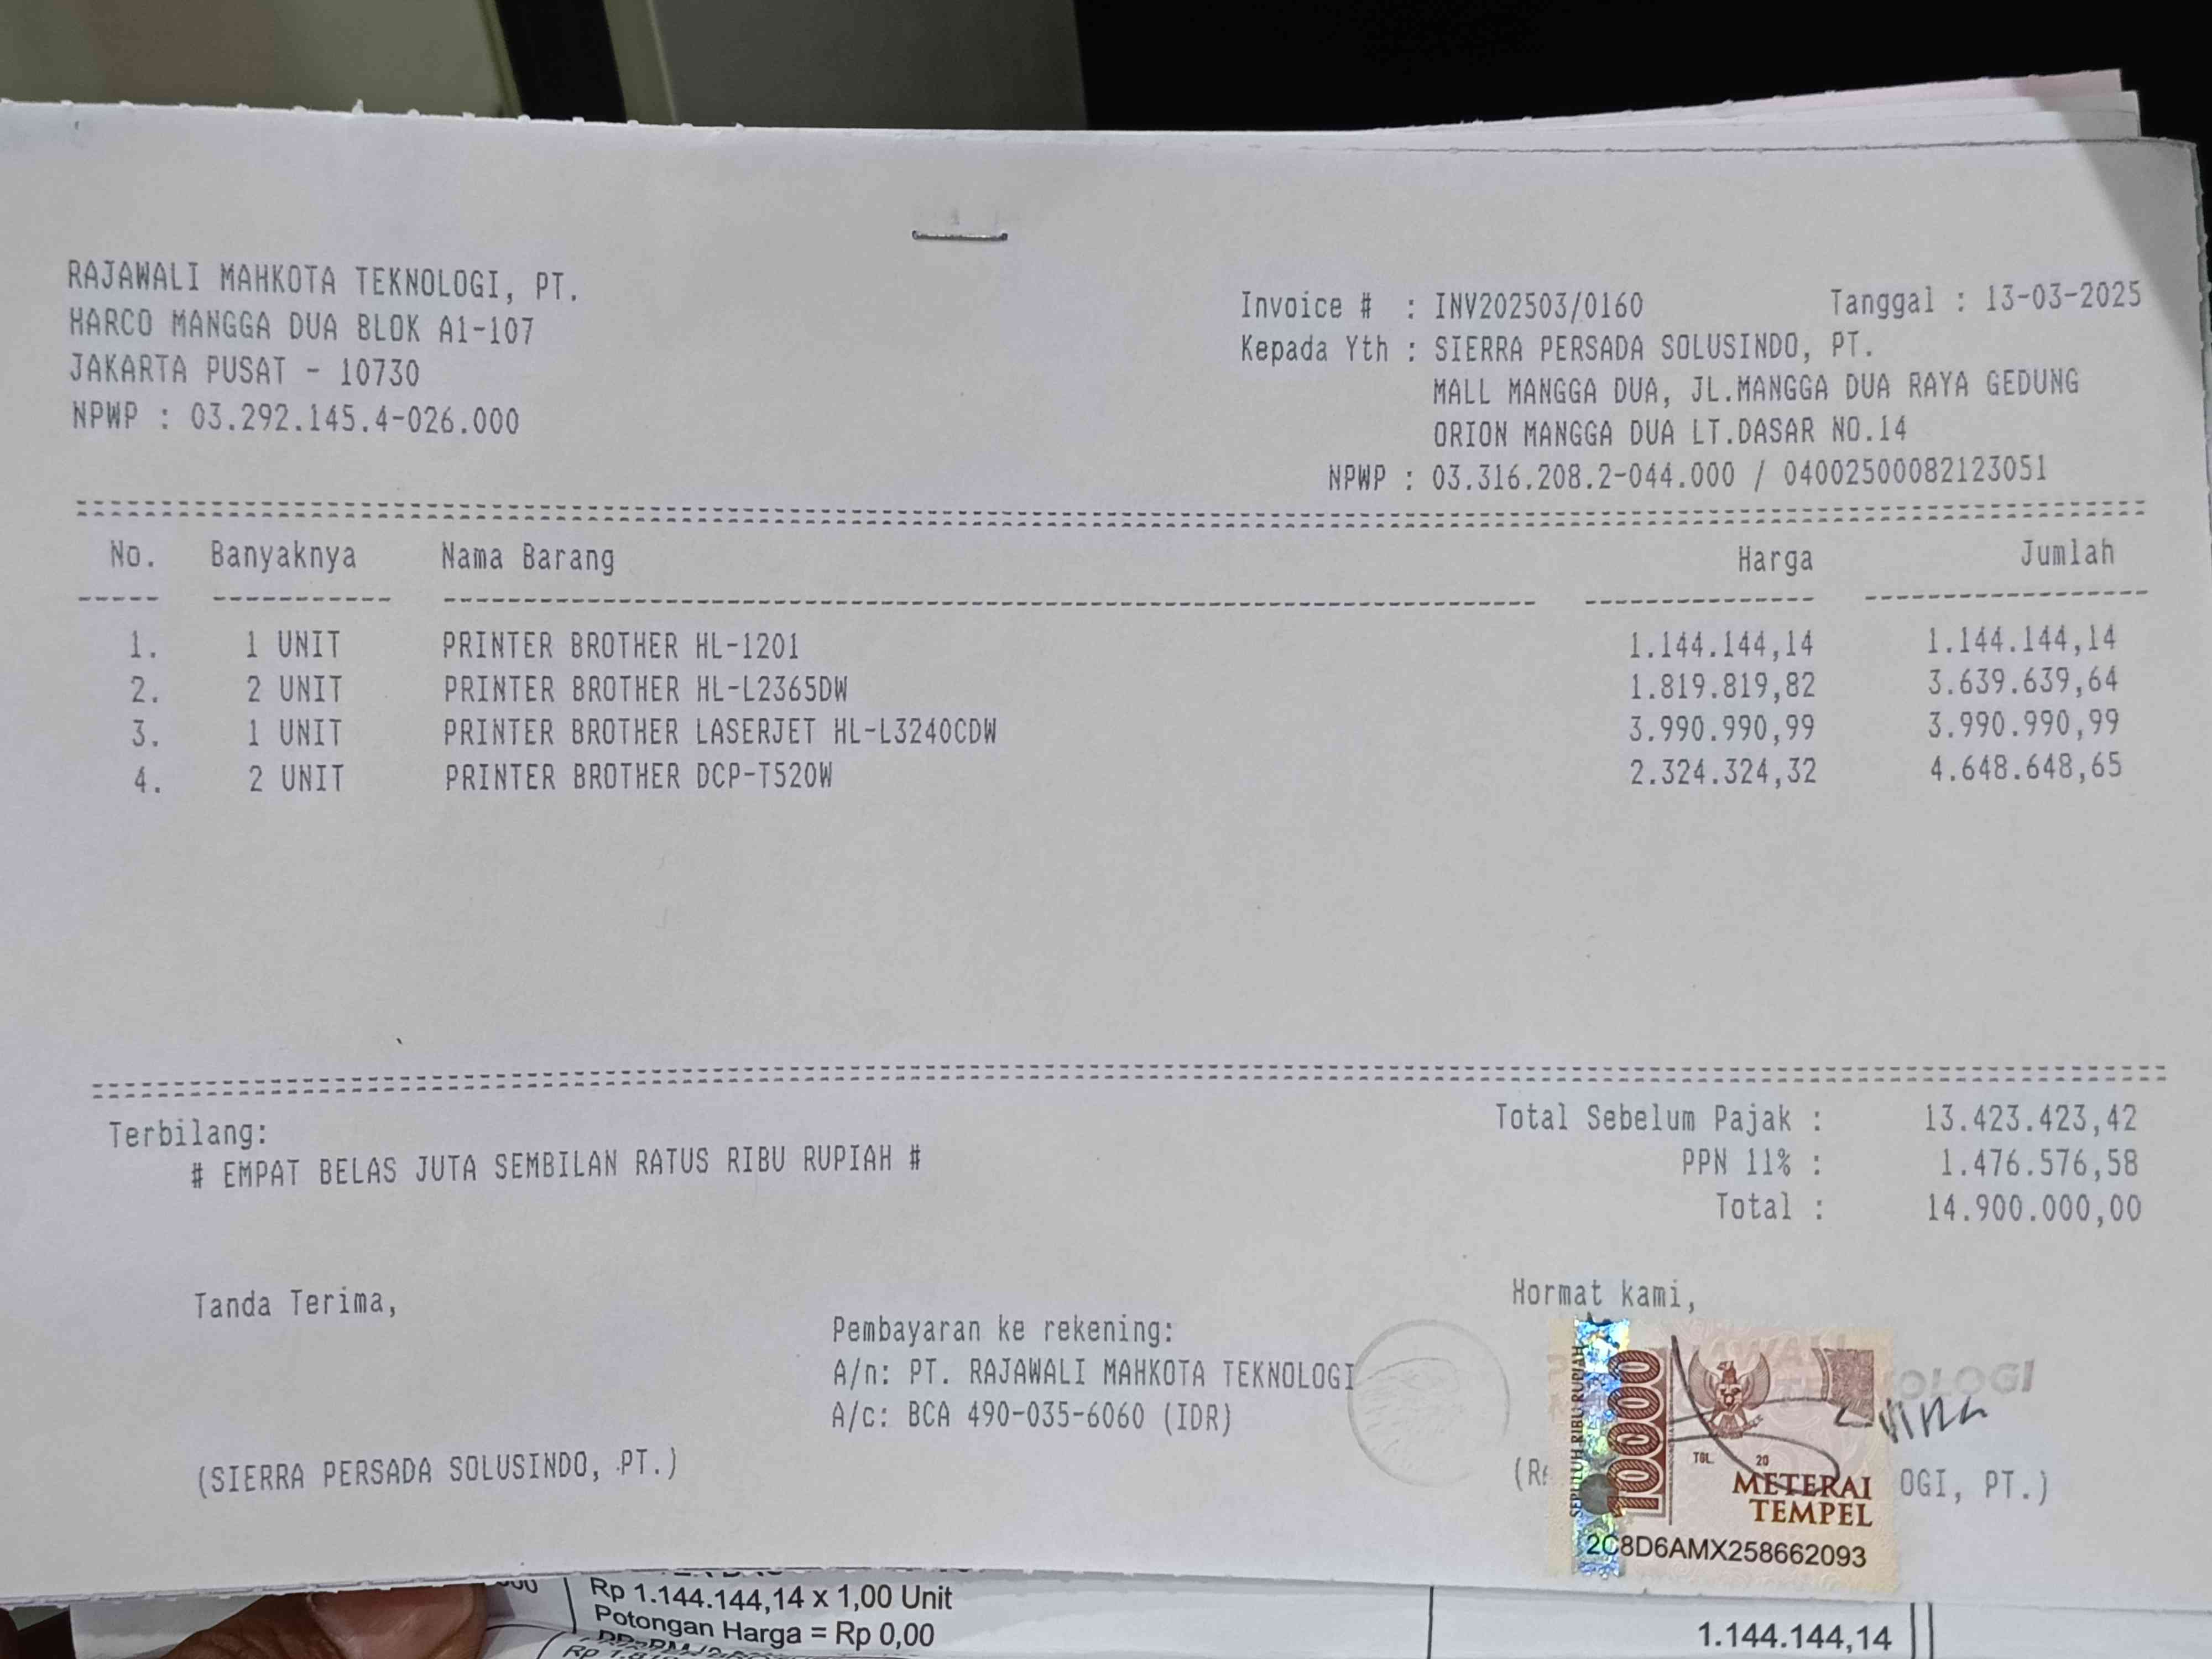 RAJAWALI MAHKOTA TEKNOLOGI, PT.
HARCO MANGGA DUA BLOK A1-107
JAKARTA PUSAT - 10730
NPWP : 03.292.145.4-026.000
Invoice # : INV202503/0160 Tanggal : 13-03-2025
Kepada Yth : SIERRA PERSADA SOLUSINDO, PT.
MALL MANGGA DUA, JL.MANGGA DUA RAYA GEDUNG
ORION MANGGA DUA LT.DASAR NO.14
NPWP : 03.316.208.2-044.000 / 04002500082123051
No. Banyaknya Nama Barang Harga Jumlah
1. 1 UNIT PRINTER BROTHER HL-1201 1.144.144,14 1.144.144,14
2. 2 UNIT PRINTER BROTHER HL-L2365DW 1.819.819,82 3.639.639,64
3. 1 UNIT PRINTER BROTHER LASERJET HL-L3240CDW 3.990.990,99 3.990.990,99
4. 2 UNIT PRINTER BROTHER DCP-T520W 2.324.324,32 4.648.648,65
Terbilang:
# EMPAT BELAS JUTA SEMBILAN RATUS RIBU RUPIAH #
Total Sebelum Pajak : 13.423.423,42
PPN 11% : 1.476.576,58
Total : 14.900.000,00
Tanda Terima,
(SIERRA PERSADA SOLUSINDO, PT.)
Pembayaran ke rekening:
A/n: PT. RAJAWALI MAHKOTA TEKNOLOGI
A/c: BCA 490-035-6060 (IDR)
Hormat kami,
OLOGI
OGI, PT.)
SEPULUH RIBU RUPIAH
10000
TGL. 20
METERAI
TEMPEL
2C8D6AMX258662093
Rp 1.144.144,14 x 1,00 Unit
Potongan Harga = Rp 0,00
1.144.144,14